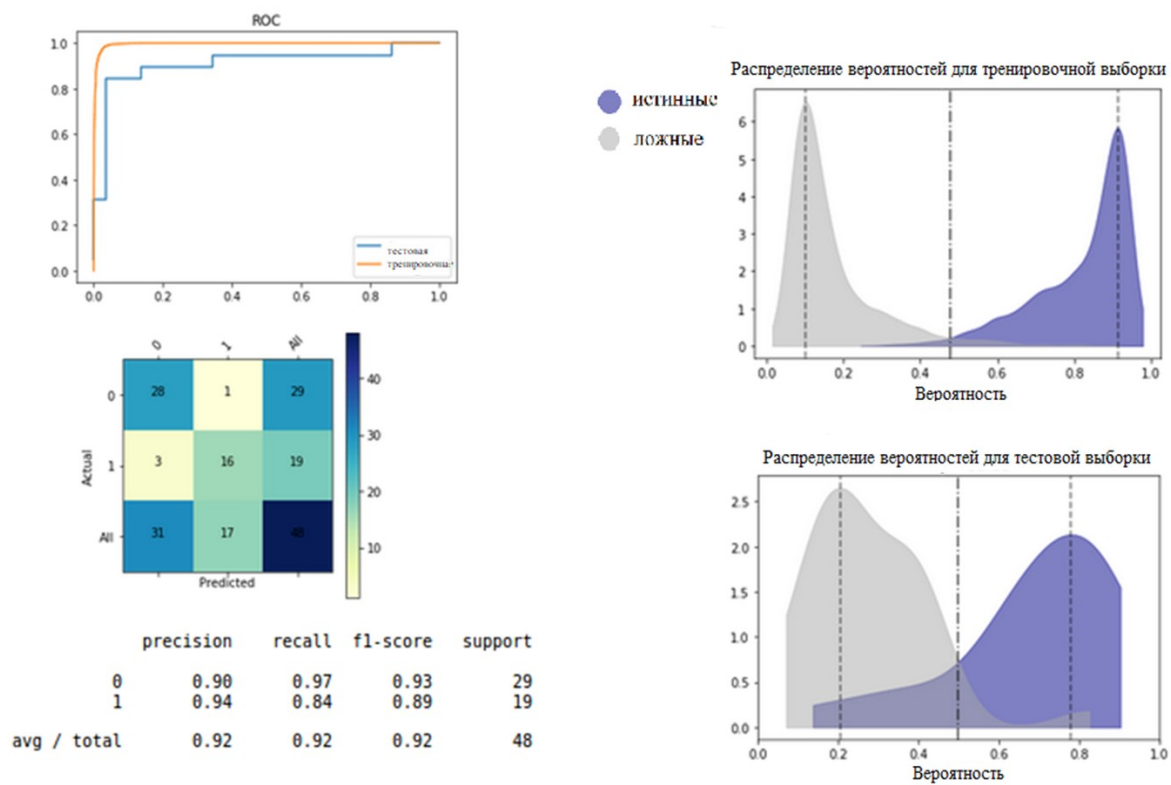 ROC
1.0
0.8
0.6
0.4
0.2
0.0
тестовая
тренировочная
0.0 0.2 0.4 0.6 0.8 1.0
0 1 All
0 28 1 29
Actual
1 3 16 19
All 31 17 48
Predicted
40
30
20
10
precision recall f1-score support
0 0.90 0.97 0.93 29
1 0.94 0.84 0.89 19
avg / total 0.92 0.92 0.92 48
истинные
ложные
Распределение вероятностей для тренировочной выборки
6
5
4
3
2
1
0
0.0 0.2 0.4 0.6 0.8 1.0
Вероятность
Распределение вероятностей для тестовой выборки
2.5
2.0
1.5
1.0
0.5
0.0
0.0 0.2 0.4 0.6 0.8 1.0
Вероятность